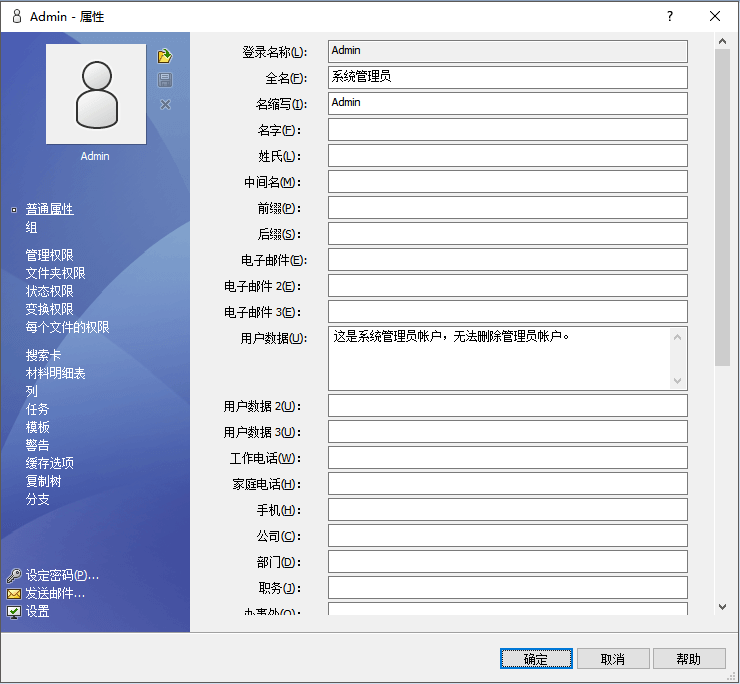 Admin - 属性
?
Admin
普通属性
组
管理权限
文件夹权限
状态权限
变换权限
每个文件的权限
搜索卡
材料明细表
列
任务
模板
警告
缓存选项
复制树
分支
设定密码(P)...
发送邮件...
设置
登录名称(L): Admin
全名(F): 系统管理员
名缩写(I): Admin
名字(F):
姓氏(L):
中间名(M):
前缀(P):
后缀(S):
电子邮件(E):
电子邮件 2(E):
电子邮件 3(E):
用户数据(U): 这是系统管理员帐户，无法删除管理员帐户。
用户数据 2(U):
用户数据 3(U):
工作电话(W):
家庭电话(H):
手机(H):
公司(C):
部门(D):
职务(J):
办事处(O):
确定 取消 帮助